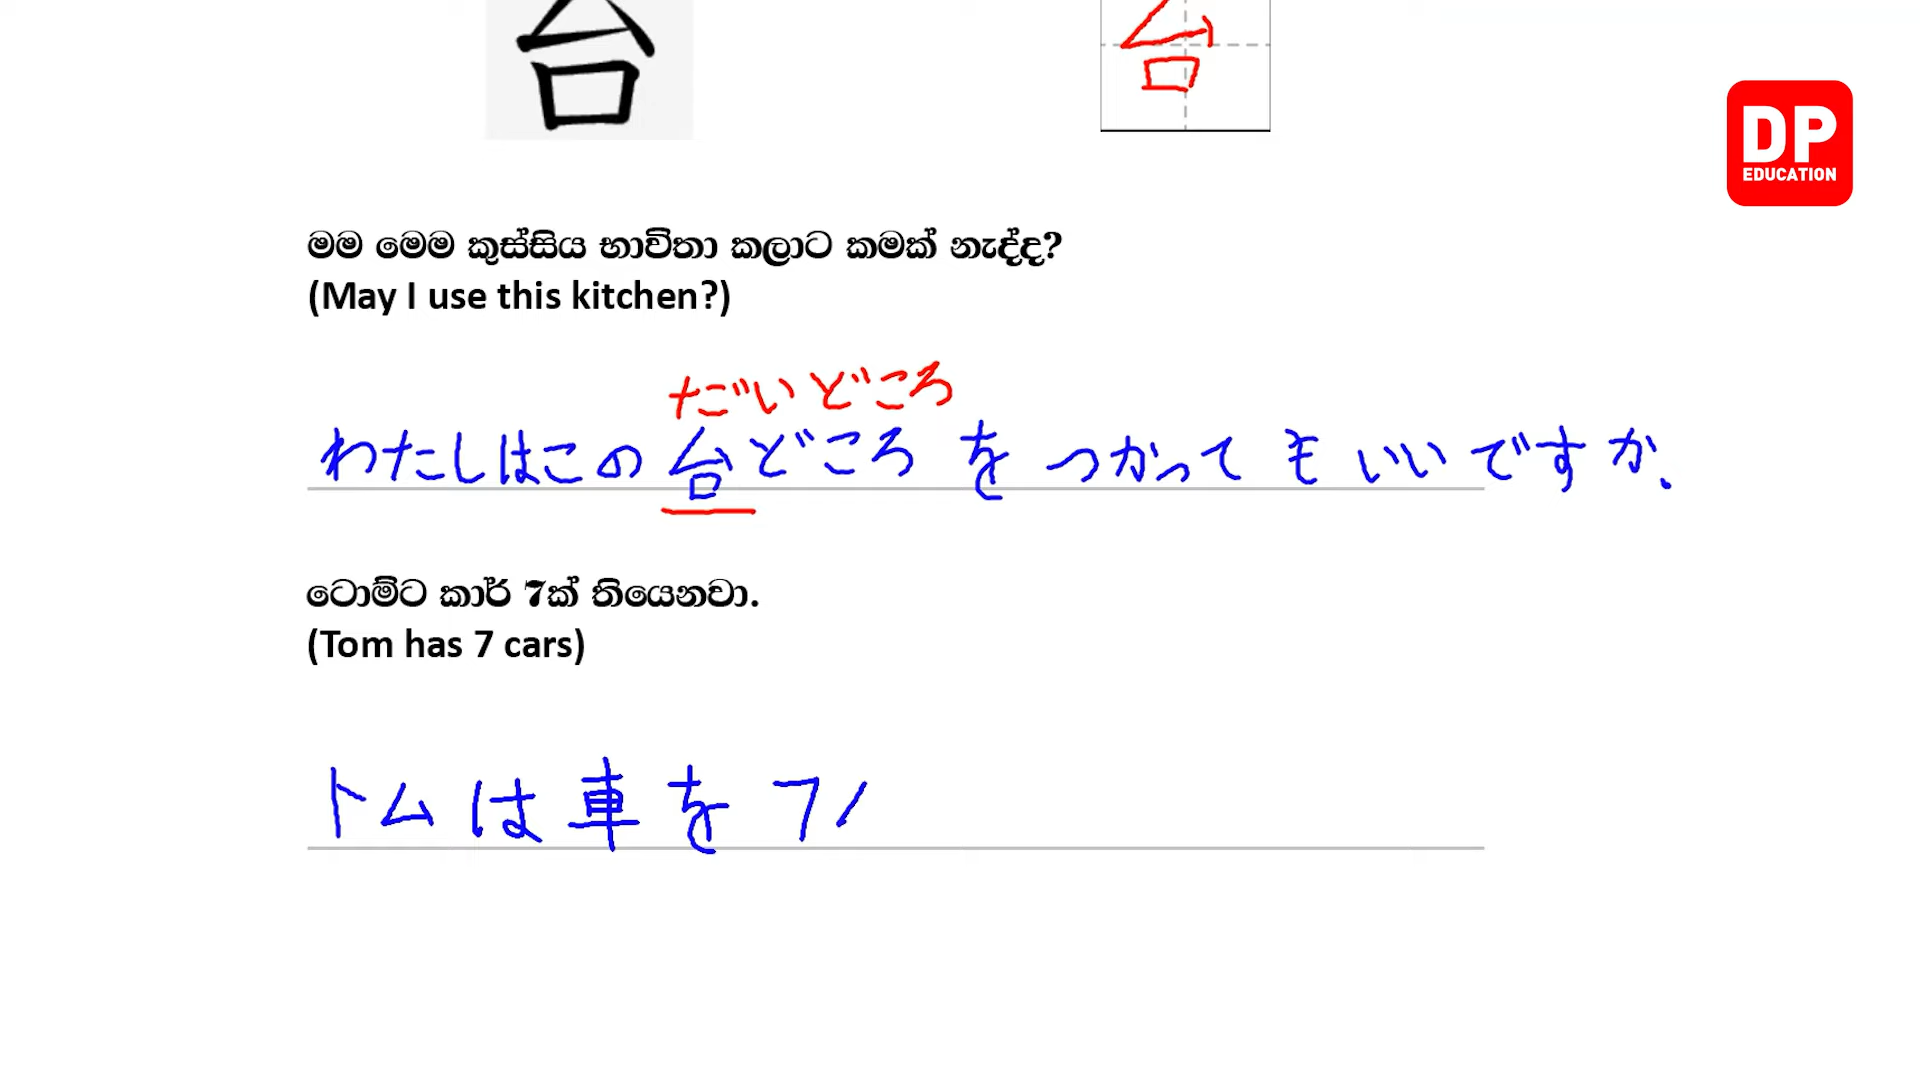 台
台
DP
EDUCATION
මම මෙම කුස්සිය භාවිතා කලාට කමක් නැද්ද?
(May I use this kitchen?)
だいどころ
わたしはこの台どころをつかってもいいですか.
ටොම්ට කාර් 7ක් තියෙනවා.
(Tom has 7 cars)
トムは車を7